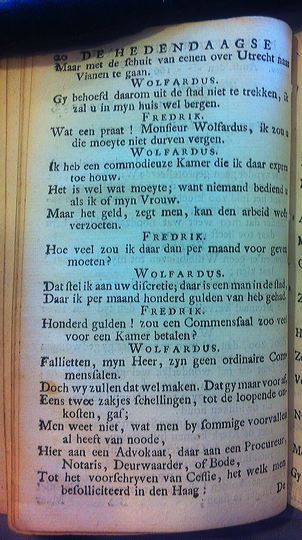 20 DE HEDENDAAGSE
Maar met de schuit van eenen over Utrecht naar
Vianen te gaan.
WOLFARDUS.
Gy behoefd daarom uit de stad niet te trekken, ik
zal u in myn huis wel bergen.
FREDRIK.
Wat een praat! Monsieur Wolfardus, ik zou u
die moeyte niet durven vergen.
WOLFARDUS.
Ik heb een commodieuze Kamer die ik daar expres
toe houw.
Het is wel wat moeyte; want niemand bediend u
als ik of myn Vrouw.
Maar het geld, zegt men, kan den arbeid
verzoeten.
FREDRIK.
Hoe veel zou ik daar dan per maand voor geven
moeten?
WOLFARDUS.
Dat stel ik aan uw discretie; daar is een man in de stad,
Daar ik per maand honderd gulden van heb gehad.
FREDRIK.
Honderd gulden! zou een Commensaal zoo veel
voor een Kamer betalen?
WOLFARDUS.
Fallietten, myn Heer, zyn geen ordinaire Com-
mensalen.
Doch wy zullen dat wel maken. Dat gy maar vooraf,
Eens twee zakjes schellingen, tot de loopende on-
kosten, gaf;
Men weet niet, wat men by sommige voorvallen
al heeft van noode,
Hier aan een Advokaat, daar aan een Procureur,
Notaris, Deurwaarder, of Bode,
Tot het voorschryven van Cessie, het welk men
besolliciteerd in den Haag:
De